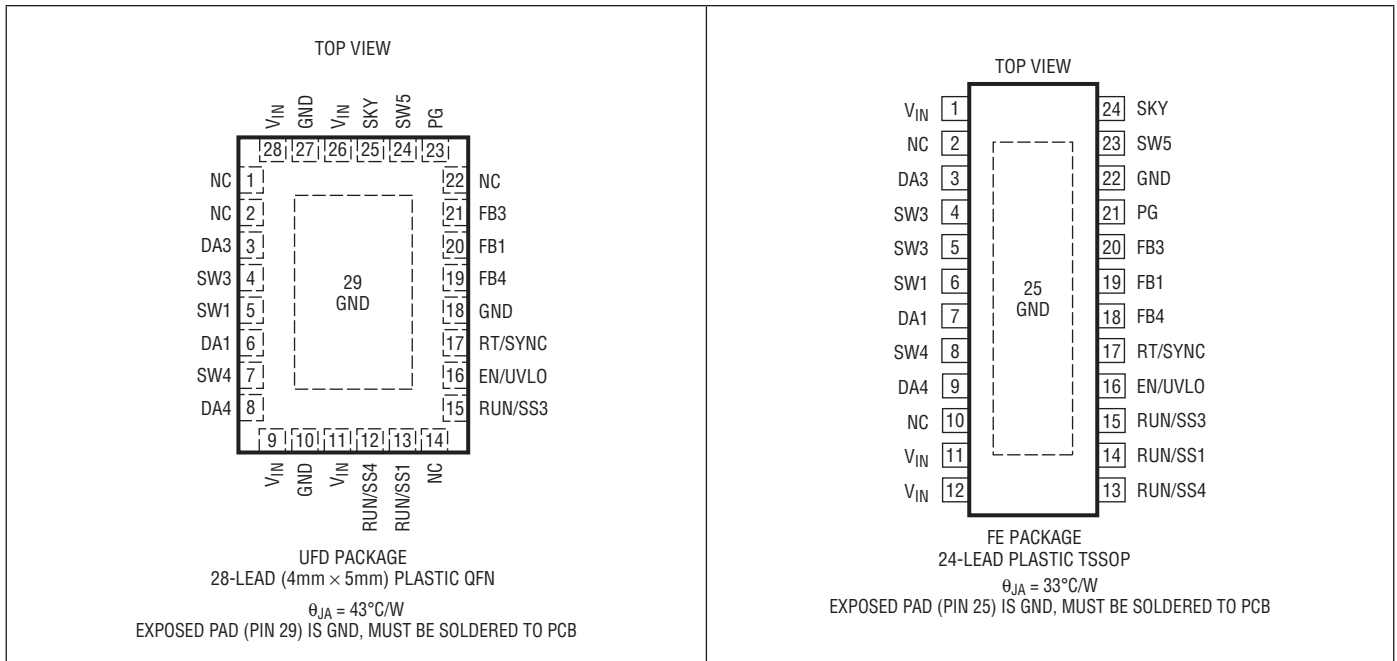 TOP VIEW
VIN GND VIN SKY SW5 PG
28 27 26 25 24 23
NC 1 22 NC
NC 2 21 FB3
DA3 3 20 FB1
SW3 4 19 FB4
SW1 5 18 GND
DA1 6 17 RT/SYNC
SW4 7 16 EN/UVLO
DA4 8 15 RUN/SS3
29
GND
9 10 11 12 13 14
VIN GND VIN RUN/SS4 RUN/SS1 NC
UFD PACKAGE
28-LEAD (4mm × 5mm) PLASTIC QFN
θJA = 43°C/W
EXPOSED PAD (PIN 29) IS GND, MUST BE SOLDERED TO PCB
TOP VIEW
VIN 1 24 SKY
NC 2 23 SW5
DA3 3 22 GND
SW3 4 21 PG
SW3 5 20 FB3
SW1 6 19 FB1
DA1 7 18 FB4
SW4 8 17 RT/SYNC
DA4 9 16 EN/UVLO
NC 10 15 RUN/SS3
VIN 11 14 RUN/SS1
VIN 12 13 RUN/SS4
25
GND
FE PACKAGE
24-LEAD PLASTIC TSSOP
θJA = 33°C/W
EXPOSED PAD (PIN 25) IS GND, MUST BE SOLDERED TO PCB